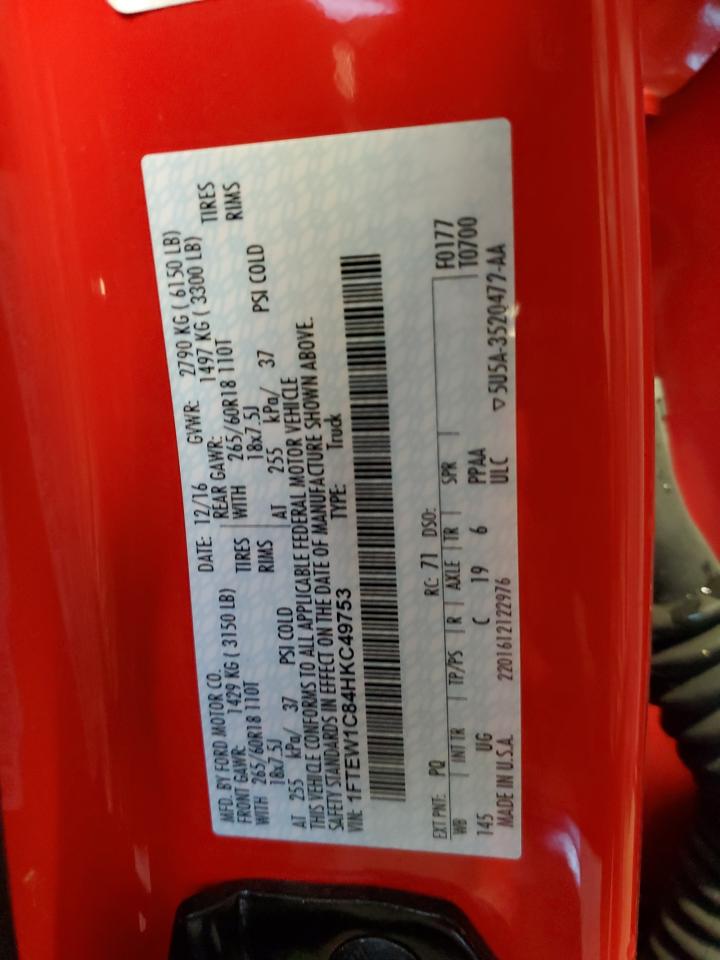 MFD. BY FORD MOTOR CO.
DATE: 12/16 GVWR: 2790 KG ( 6150 LB)
FRONT GAWR: 1429 KG ( 3150 LB) REAR GAWR: 1497 KG ( 3300 LB)
WITH 265/60R18 110T TIRES WITH 265/60R18 110T TIRES
18x7.5J RIMS 18x7.5J RIMS
AT 255 kPa/ 37 PSI COLD AT 255 kPa/ 37 PSI COLD
THIS VEHICLE CONFORMS TO ALL APPLICABLE FEDERAL MOTOR VEHICLE
SAFETY STANDARDS IN EFFECT ON THE DATE OF MANUFACTURE SHOWN ABOVE.
VIN: 1FTEW1C84HKC49753 TYPE: Truck
EXT PNT: PQ RC: 71 DSO: F0177
WB INT TR TP/PS R AXLE TR SPR T0700
145 UG C 19 6 PPAA
MADE IN U.S.A. 2201612122976 ULC ▽5U5A-3520472-AA